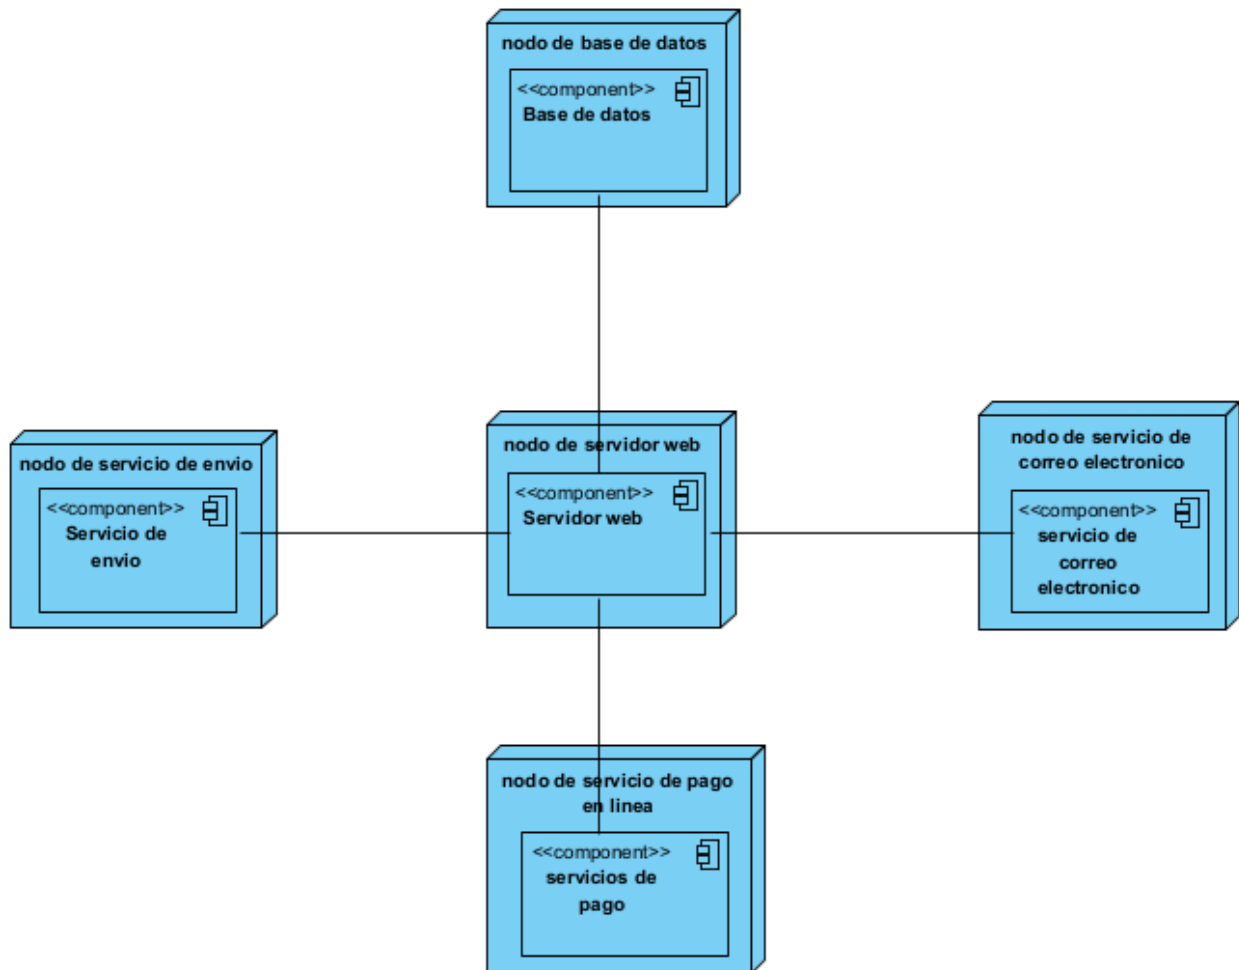 nodo de base de datos
<<component>>
Base de datos
nodo de servicio de envio
<<component>>
Servicio de
envio
nodo de servidor web
<<component>>
Servidor web
nodo de servicio de
correo electronico
<<component>>
servicio de
correo
electronico
nodo de servicio de pago
en linea
<<component>>
servicios de
pago